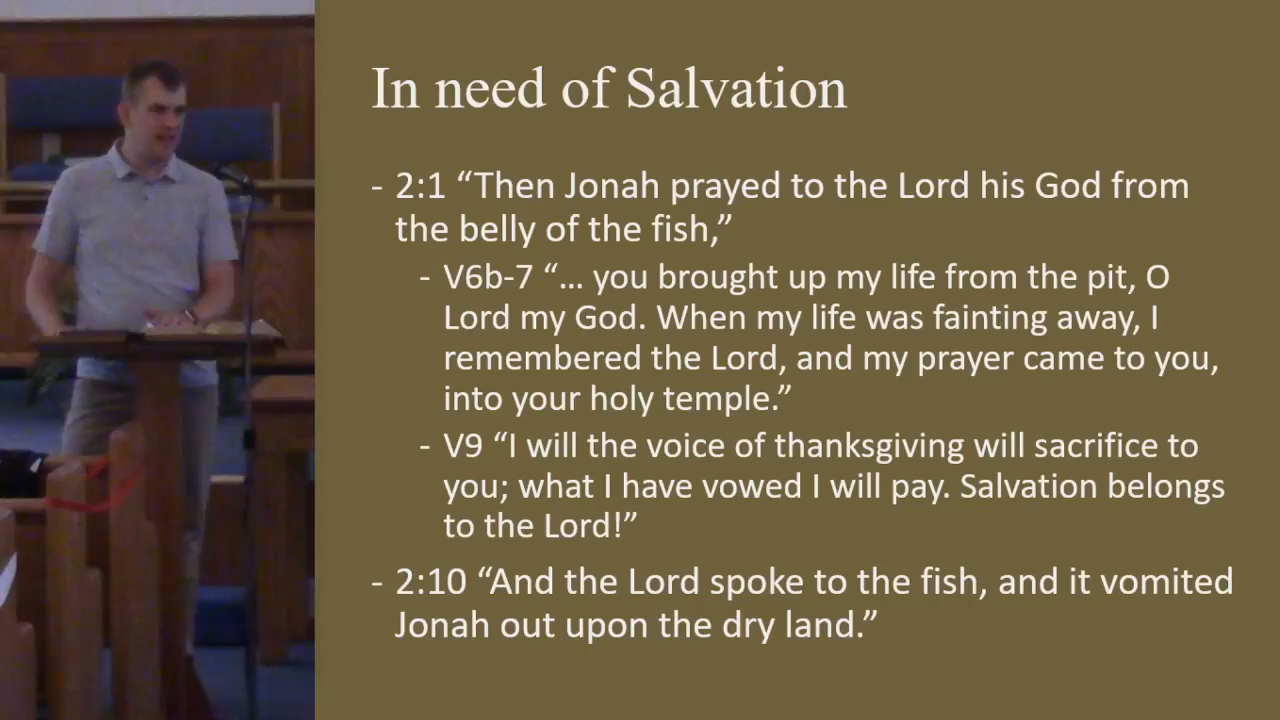 In need of Salvation
- 2:1 “Then Jonah prayed to the Lord his God from
the belly of the fish,”
- V6b-7 “… you brought up my life from the pit, O
Lord my God. When my life was fainting away, I
remembered the Lord, and my prayer came to you,
into your holy temple.”
- V9 “I will the voice of thanksgiving will sacrifice to
you; what I have vowed I will pay. Salvation belongs
to the Lord!”
- 2:10 “And the Lord spoke to the fish, and it vomited
Jonah out upon the dry land.”